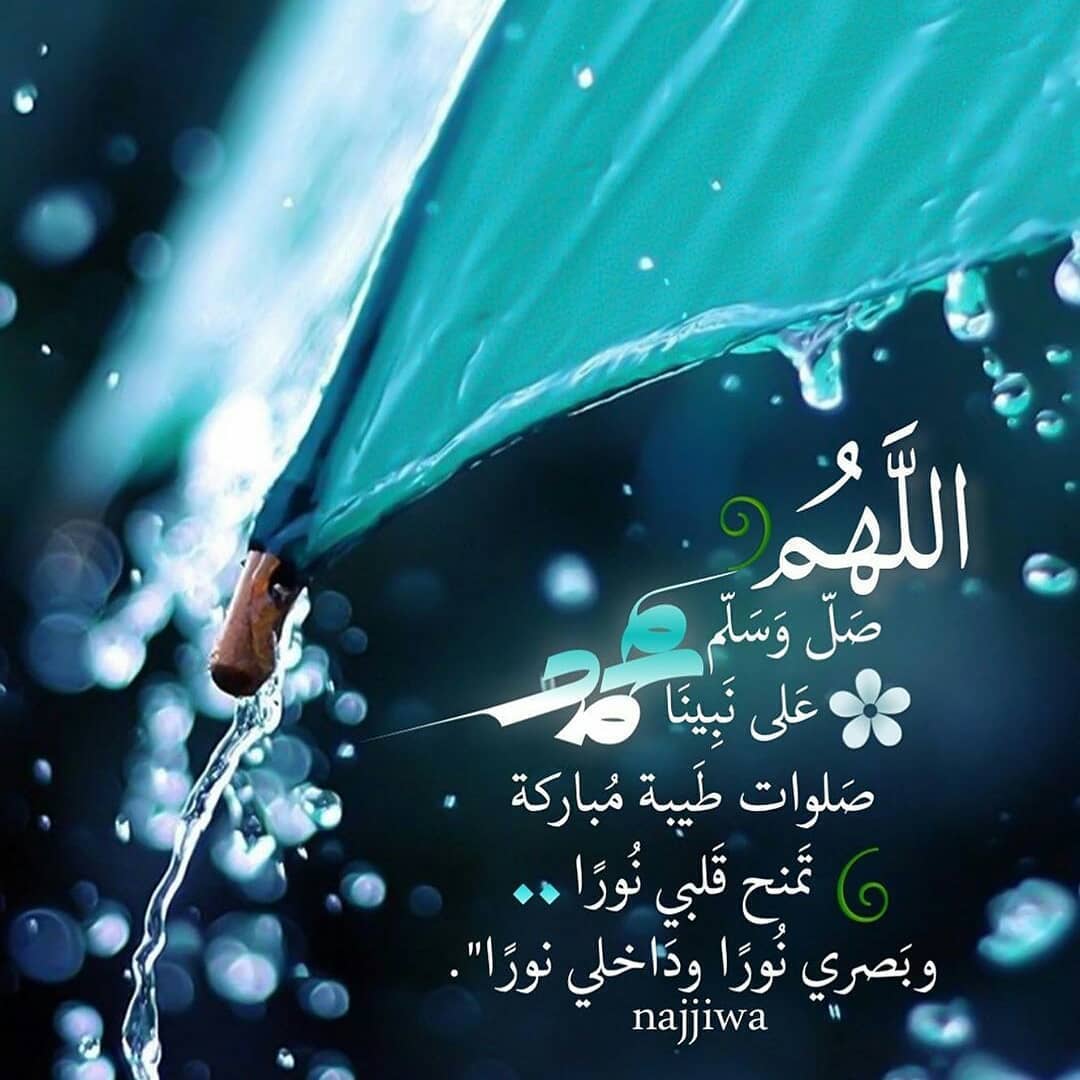 اللَّهُم
صَلّ وَسَلّم
عَلى نَبِينَا محمد
صَلوات طَيبة مُباركة
تَمنح قَلبي نُورًا ..
وبَصري نُورًا ودَاخلي نورًا".
najjiwa